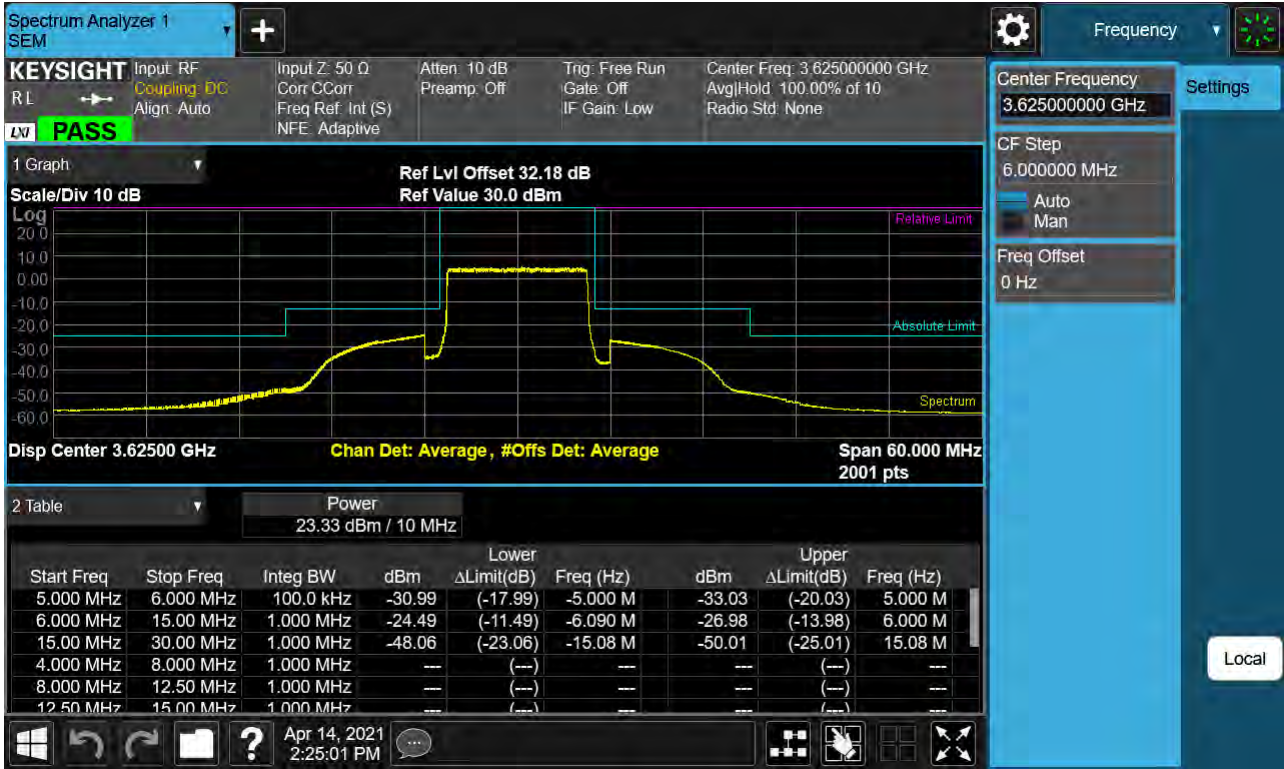 Spectrum Analyzer 1
SEM
Frequency
KEYSIGHT
Input: RF
Coupling: DC
Align: Auto
Input Z: 50 Ω
Corr CCorr
Freq Ref: Int (S)
NFE: Adaptive
Atten: 10 dB
Preamp: Off
Trig: Free Run
Gate: Off
IF Gain: Low
Center Freq: 3.625000000 GHz
Avg|Hold: 100.00% of 10
Radio Std: None
R L
LXI PASS
Center Frequency
3.625000000 GHz
Settings
CF Step
6.000000 MHz
Auto
Man
Freq Offset
0 Hz
1 Graph
Scale/Div 10 dB
Ref Lvl Offset 32.18 dB
Ref Value 30.0 dBm
Log
20.0
10.0
0.00
-10.0
-20.0
-30.0
-40.0
-50.0
-60.0
Relative Limit
Absolute Limit
Spectrum
Disp Center 3.62500 GHz
Chan Det: Average, #Offs Det: Average
Span 60.000 MHz
2001 pts
2 Table
Power
23.33 dBm / 10 MHz
Lower Upper
Start Freq Stop Freq Integ BW dBm ΔLimit(dB) Freq (Hz) dBm ΔLimit(dB) Freq (Hz)
5.000 MHz 6.000 MHz 100.0 kHz -30.99 (-17.99) -5.000 M -33.03 (-20.03) 5.000 M
6.000 MHz 15.00 MHz 1.000 MHz -24.49 (-11.49) -6.090 M -26.98 (-13.98) 6.000 M
15.00 MHz 30.00 MHz 1.000 MHz -48.06 (-23.06) -15.08 M -50.01 (-25.01) 15.08 M
4.000 MHz 8.000 MHz 1.000 MHz --- (---) --- --- (---) ---
8.000 MHz 12.50 MHz 1.000 MHz --- (---) --- --- (---) ---
12.50 MHz 15.00 MHz 1.000 MHz --- (---) --- --- (---) ---
Local
Apr 14, 2021
2:25:01 PM